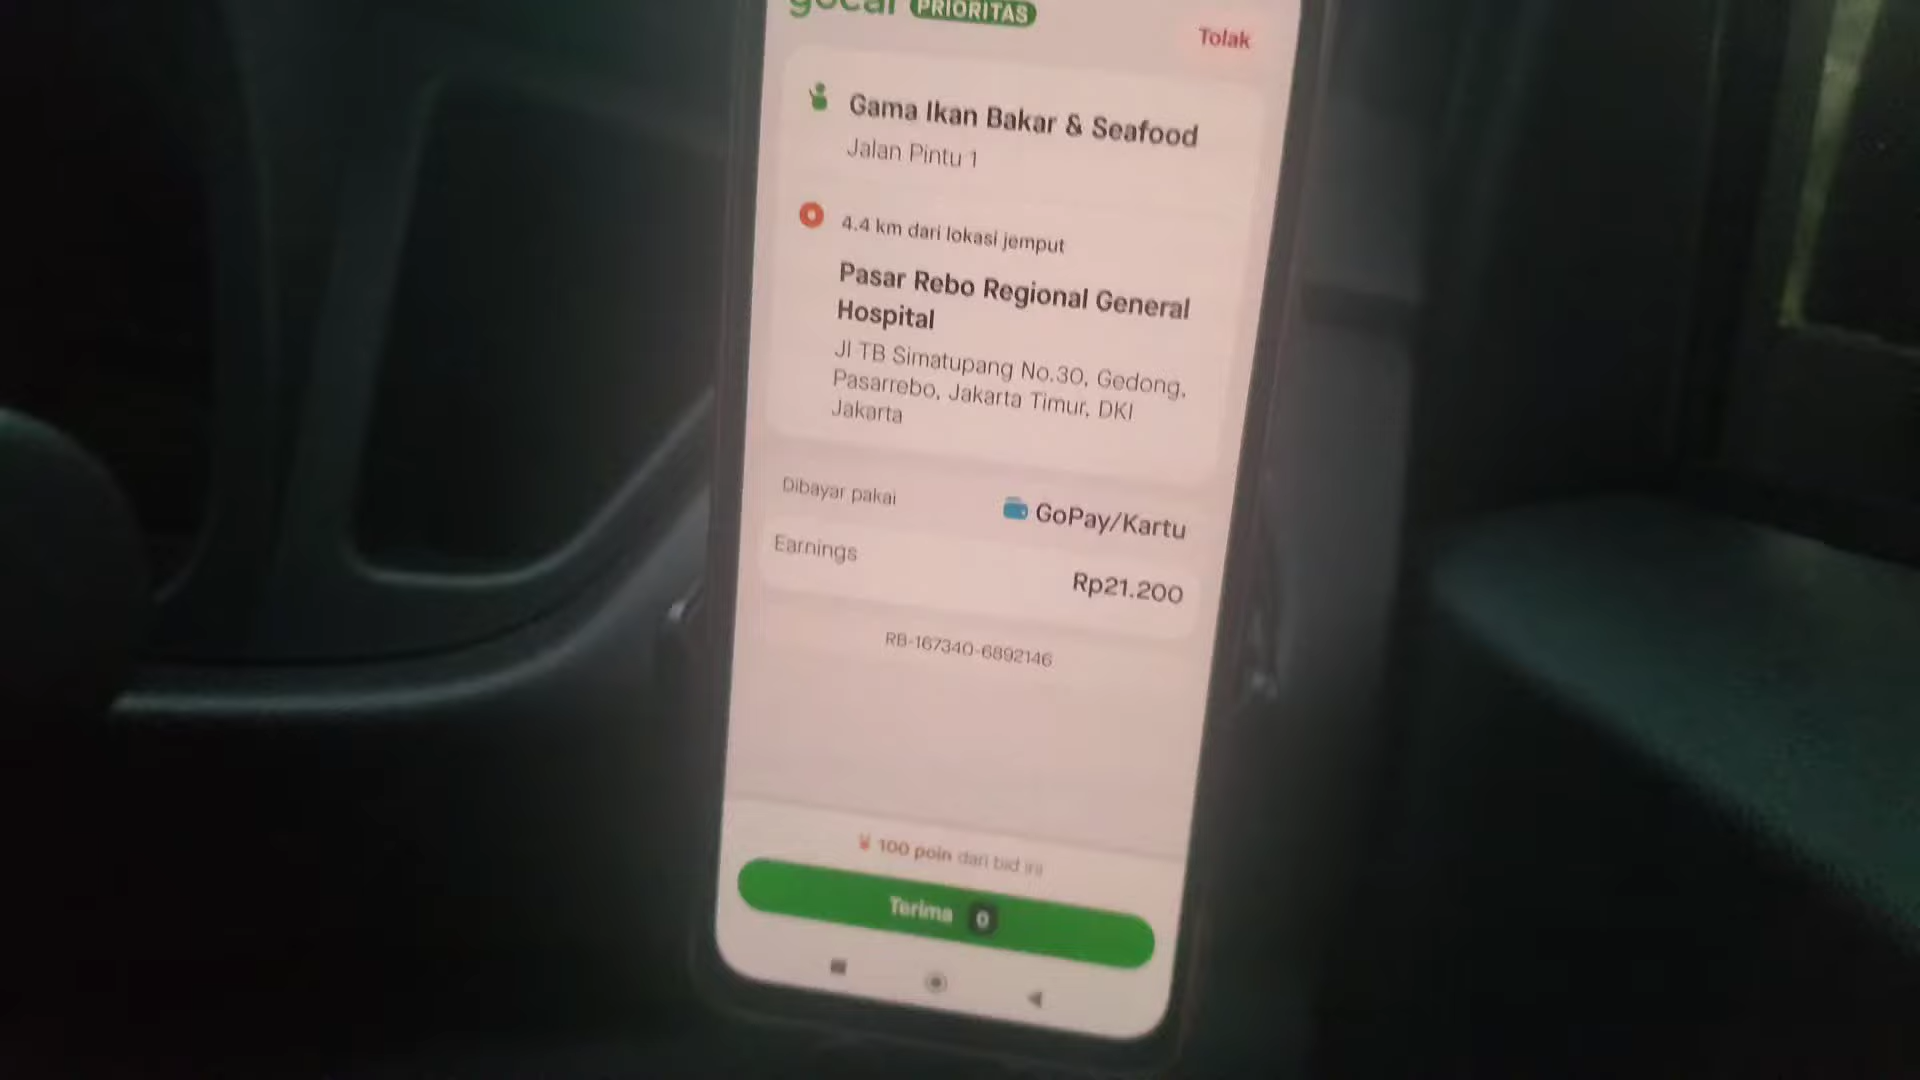 gocar PRIORITAS
Tolak
Gama Ikan Bakar & Seafood
Jalan Pintu 1
4.4 km dari lokasi jemput
Pasar Rebo Regional General
Hospital
Jl TB Simatupang No.30, Gedong,
Pasarrebo, Jakarta Timur, DKI
Jakarta
Dibayar pakai
GoPay/Kartu
Earnings
Rp21.200
RB-167340-6892146
100 poin dari bid ini
Terima 0